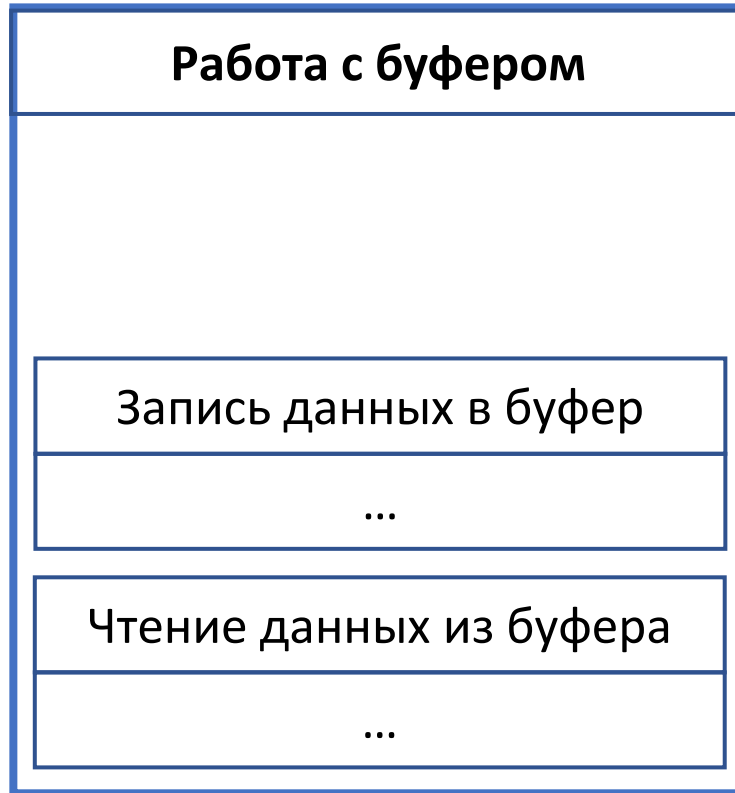 Работа с буфером
Запись данных в буфер
...
Чтение данных из буфера
...